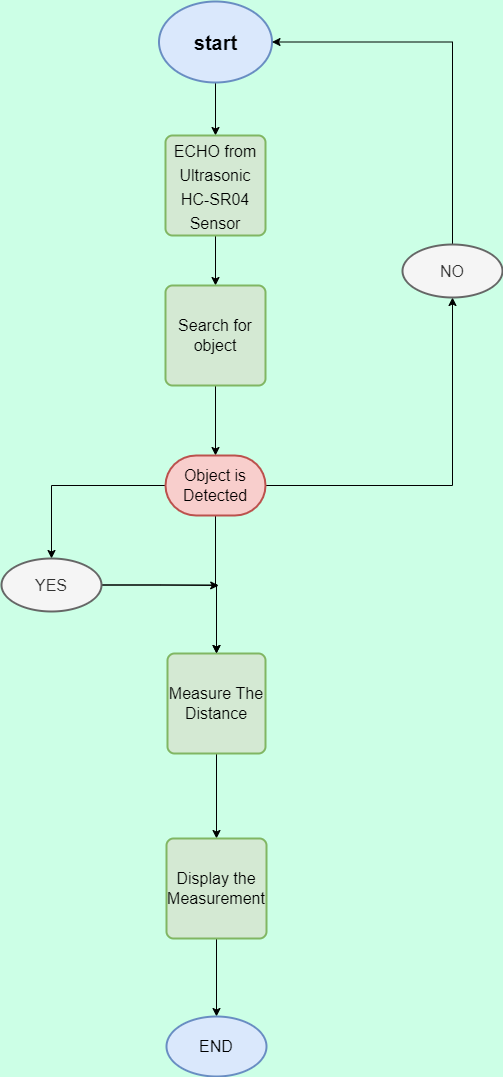 start
ECHO from
Ultrasonic
HC-SR04
Sensor
NO
Search for
object
Object is
Detected
YES
Measure The
Distance
Display the
Measurement
END